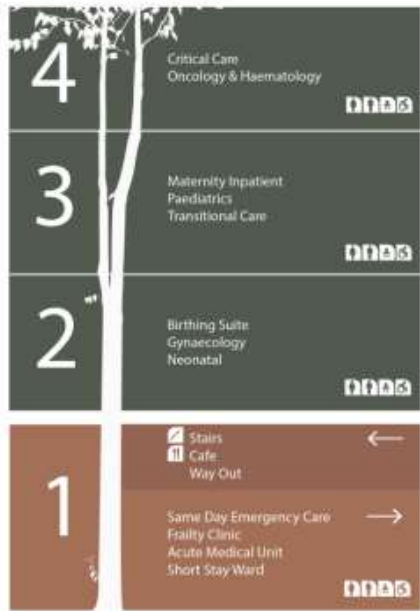 4
Critical Care
Oncology & Haematology
3
Maternity Inpatient
Paediatrics
Transitional Care
2
Birthing Suite
Gynaecology
Neonatal
1
Stairs
Cafe
Way Out
Same Day Emergency Care
Frailty Clinic
Acute Medical Unit
Short Stay Ward